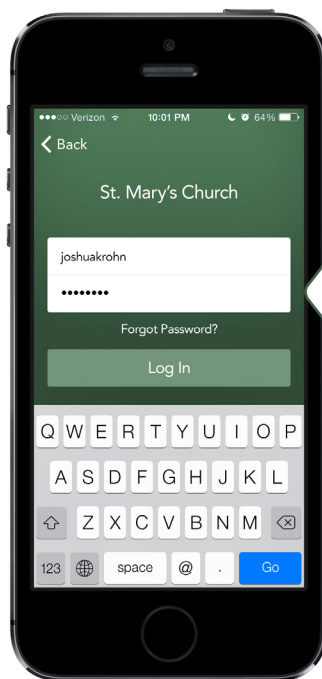 Verizon 10:01 PM 64%
Back
St. Mary's Church
joshuakrohn
••••••••
Forgot Password?
Log In
Q W E R T Y U I O P
A S D F G H J K L
Z X C V B N M
123 space @ . Go